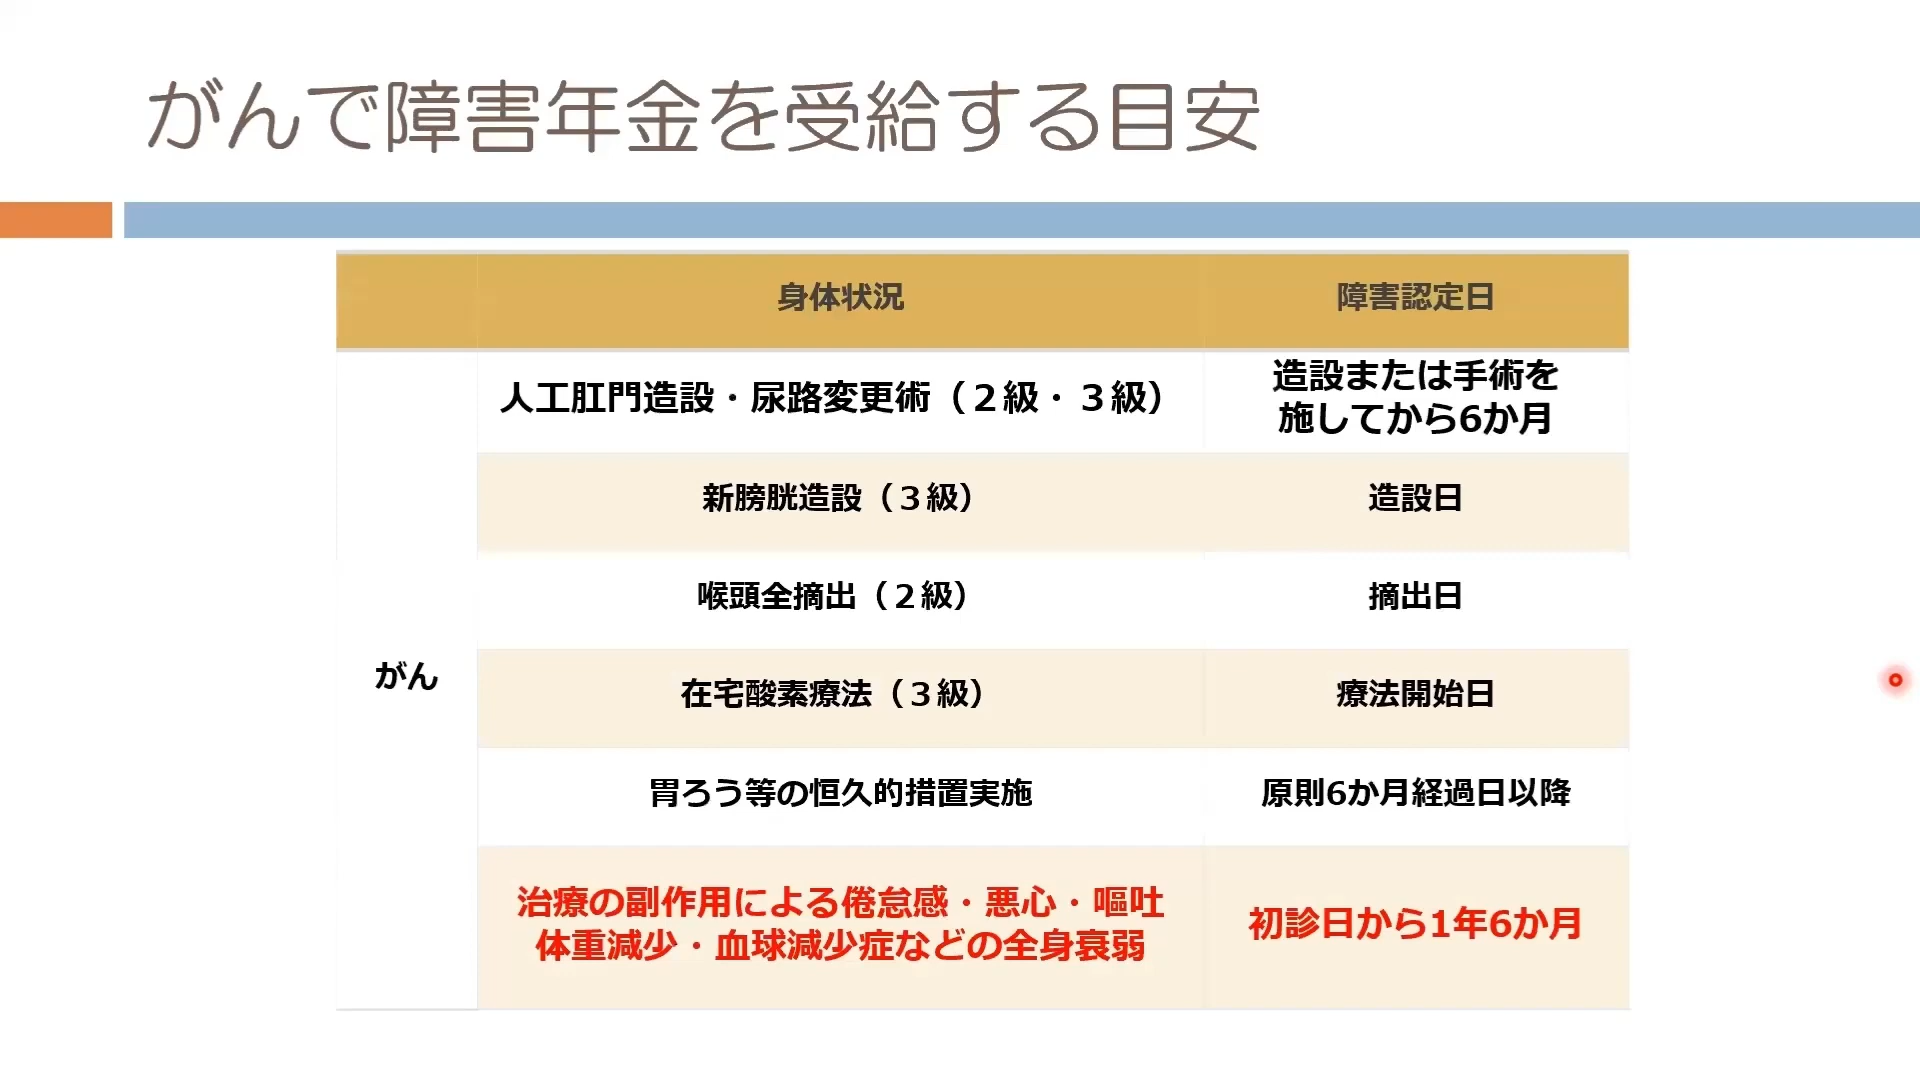 がんで障害年金を受給する目安
身体状況
障害認定日
がん
人工肛門造設・尿路変更術（２級・３級）
造設または手術を
施してから6か月
新膀胱造設（３級）
造設日
喉頭全摘出（２級）
摘出日
在宅酸素療法（３級）
療法開始日
胃ろう等の恒久的措置実施
原則6か月経過日以降
治療の副作用による倦怠感・悪心・嘔吐
体重減少・血球減少症などの全身衰弱
初診日から1年6か月